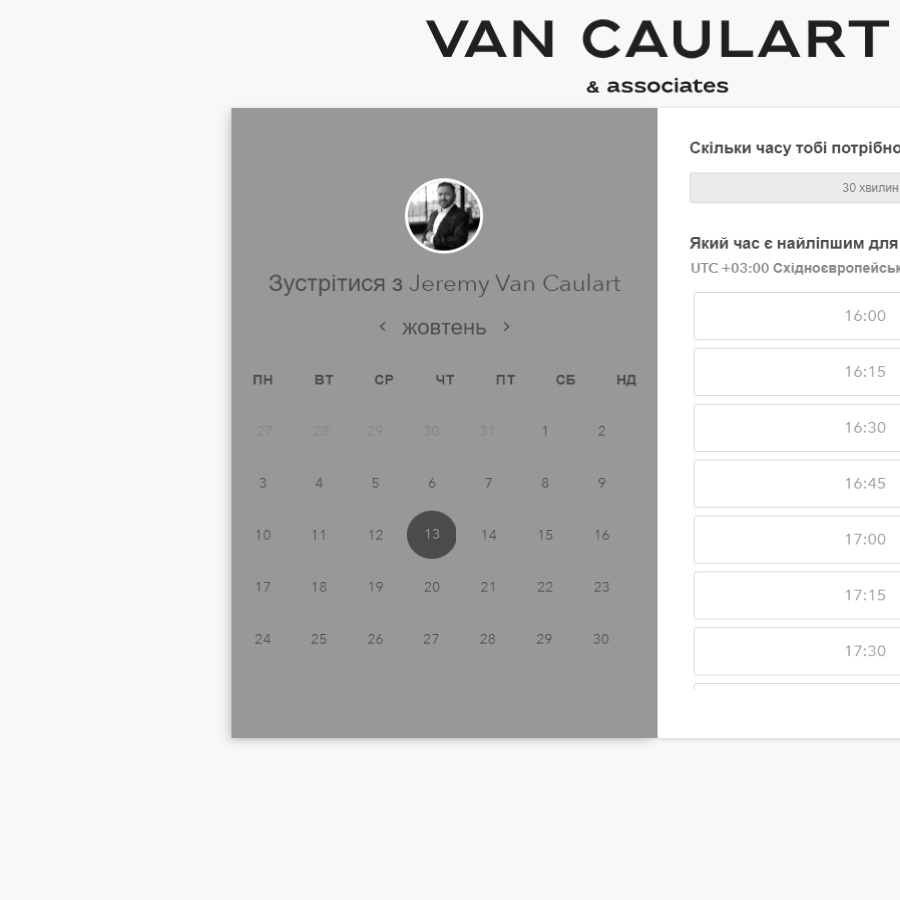 VAN CAULART
& associates
Зустрітися з Jeremy Van Caulart
‹ жовтень ›
ПН ВТ СР ЧТ ПТ СБ НД
27 28 29 30 31 1 2
3 4 5 6 7 8 9
10 11 12 13 14 15 16
17 18 19 20 21 22 23
24 25 26 27 28 29 30
Скільки часу тобі потрібно
30 хвилин
Який час є найліпшим для
UTC +03:00 Східноєвропейськ
16:00
16:15
16:30
16:45
17:00
17:15
17:30